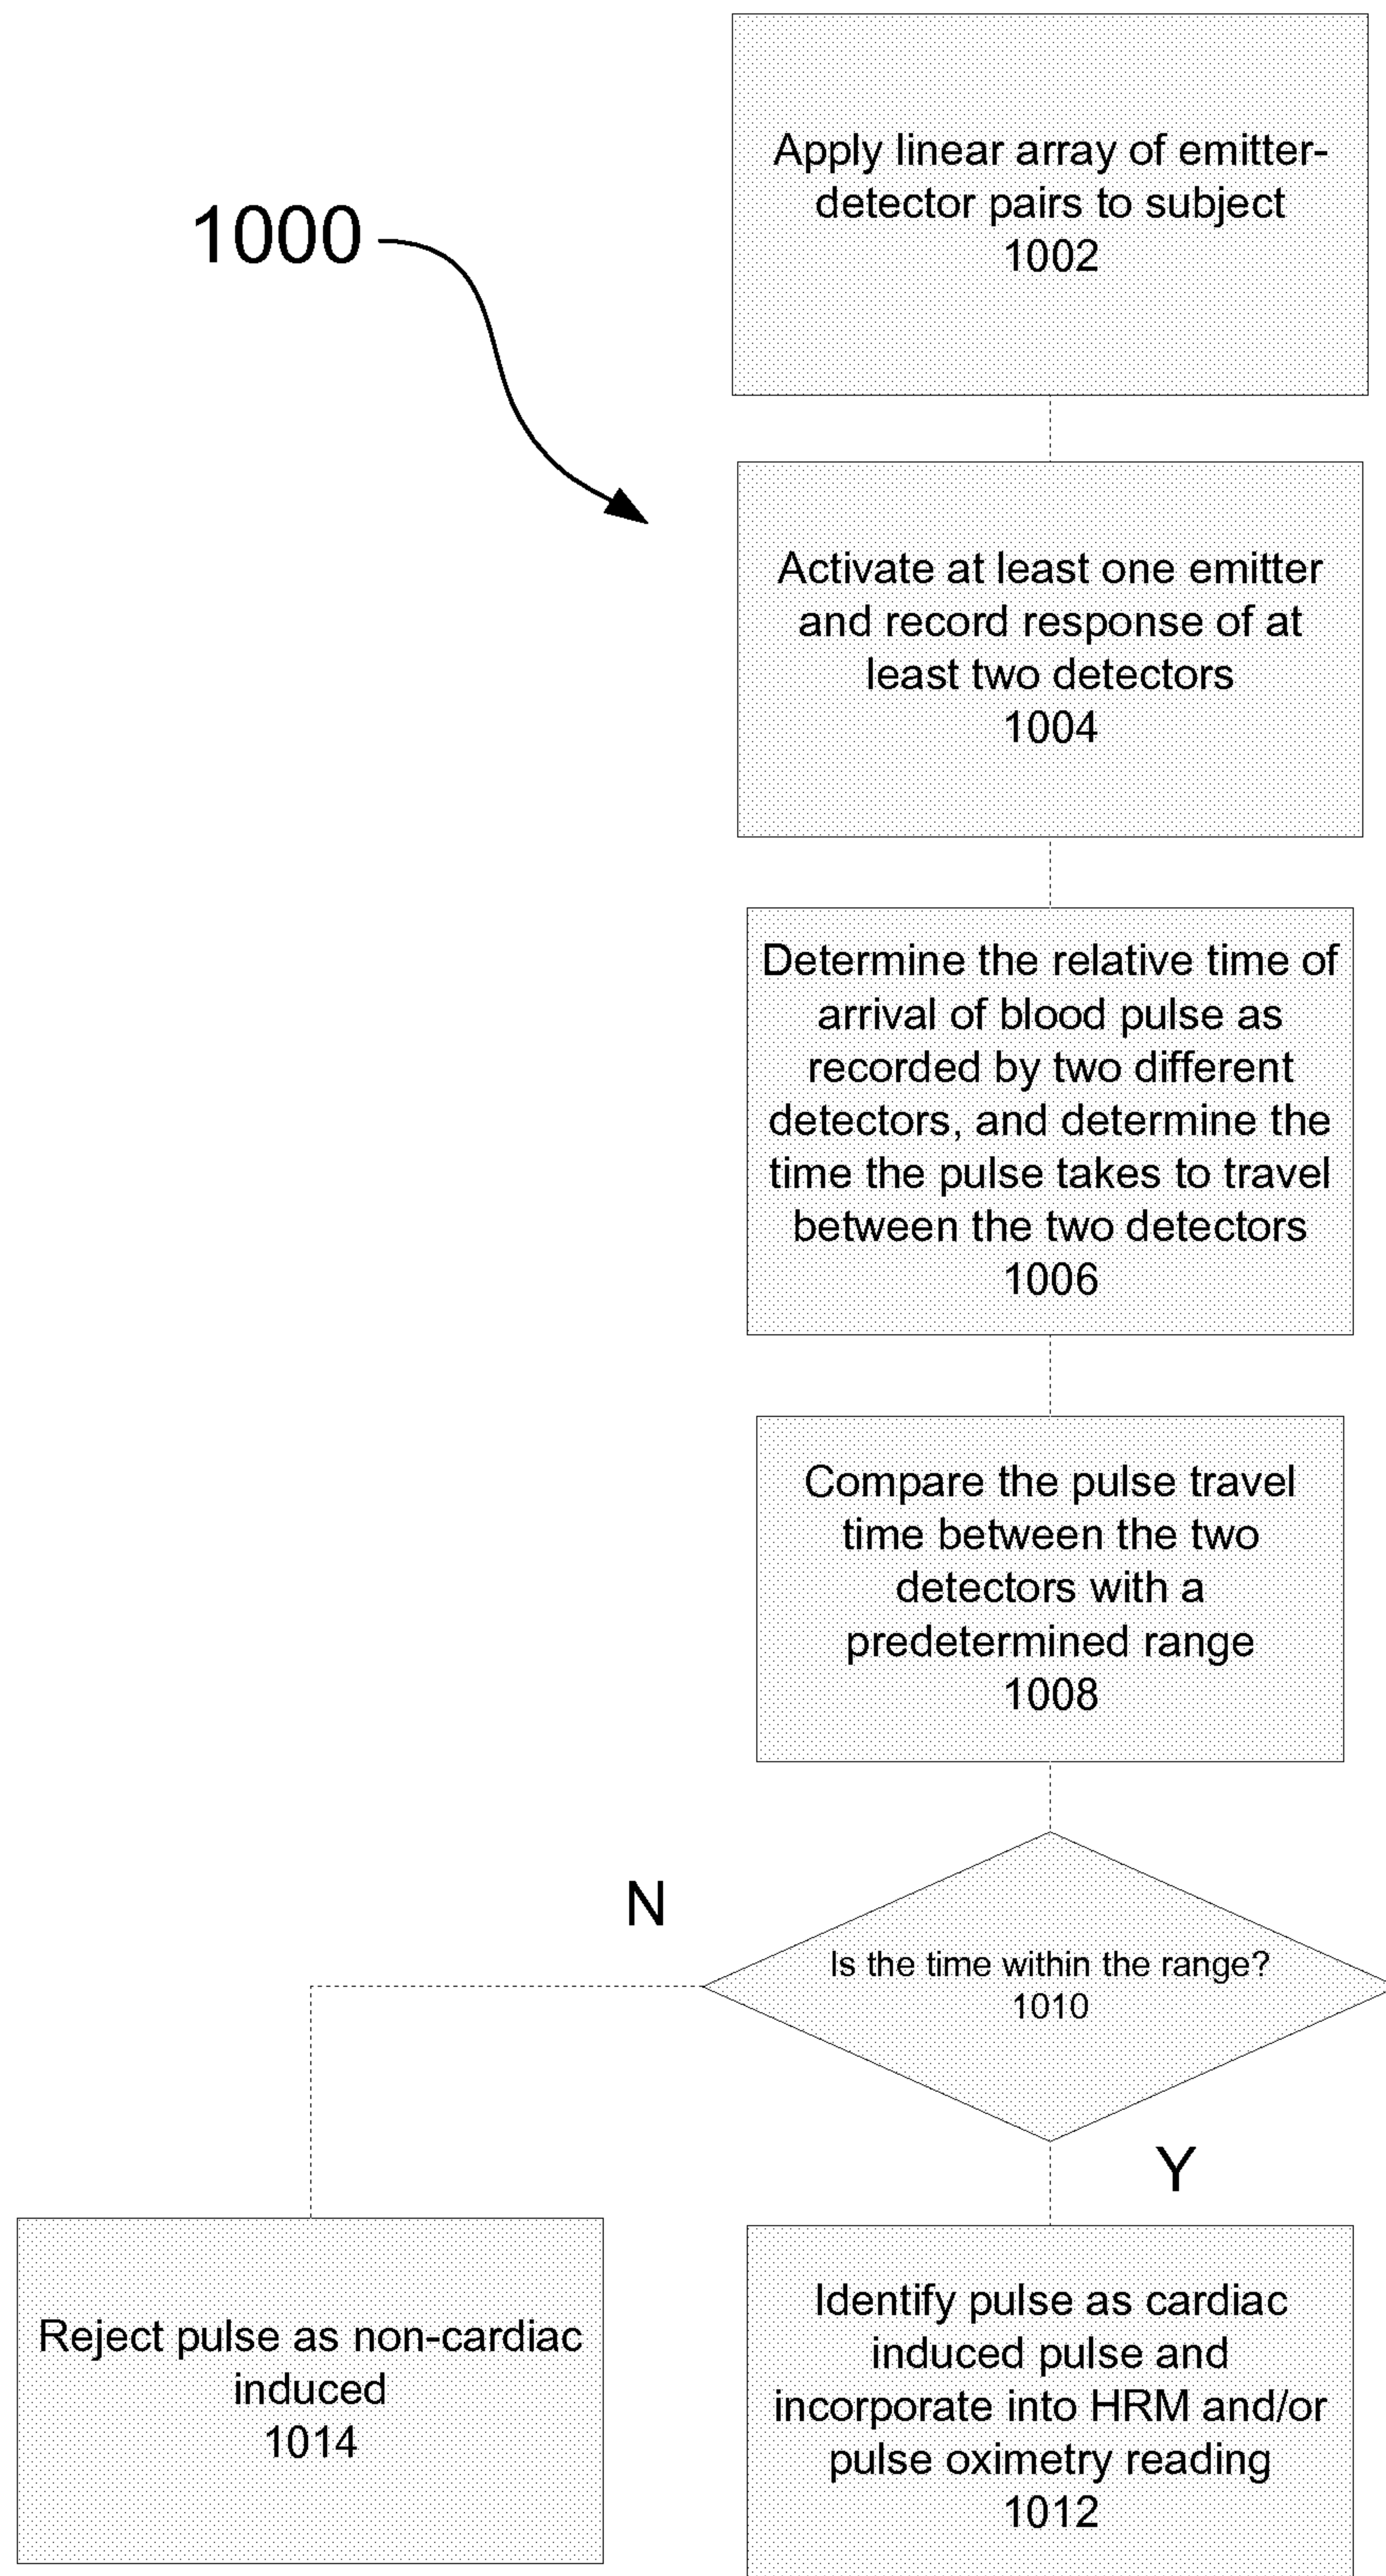 Apply linear array of emitter-
detector pairs to subject
1002
1000
Activate at least one emitter
and record response of at
least two detectors
1004
Determine the relative time of
arrival of blood pulse as
recorded by two different
detectors, and determine the
time the pulse takes to travel
between the two detectors
1006
Compare the pulse travel
time between the two
detectors with a
predetermined range
1008
N
Is the time within the range?
1010
Y
Reject pulse as non-cardiac
induced
1014
Identify pulse as cardiac
induced pulse and
incorporate into HRM and/or
pulse oximetry reading
1012